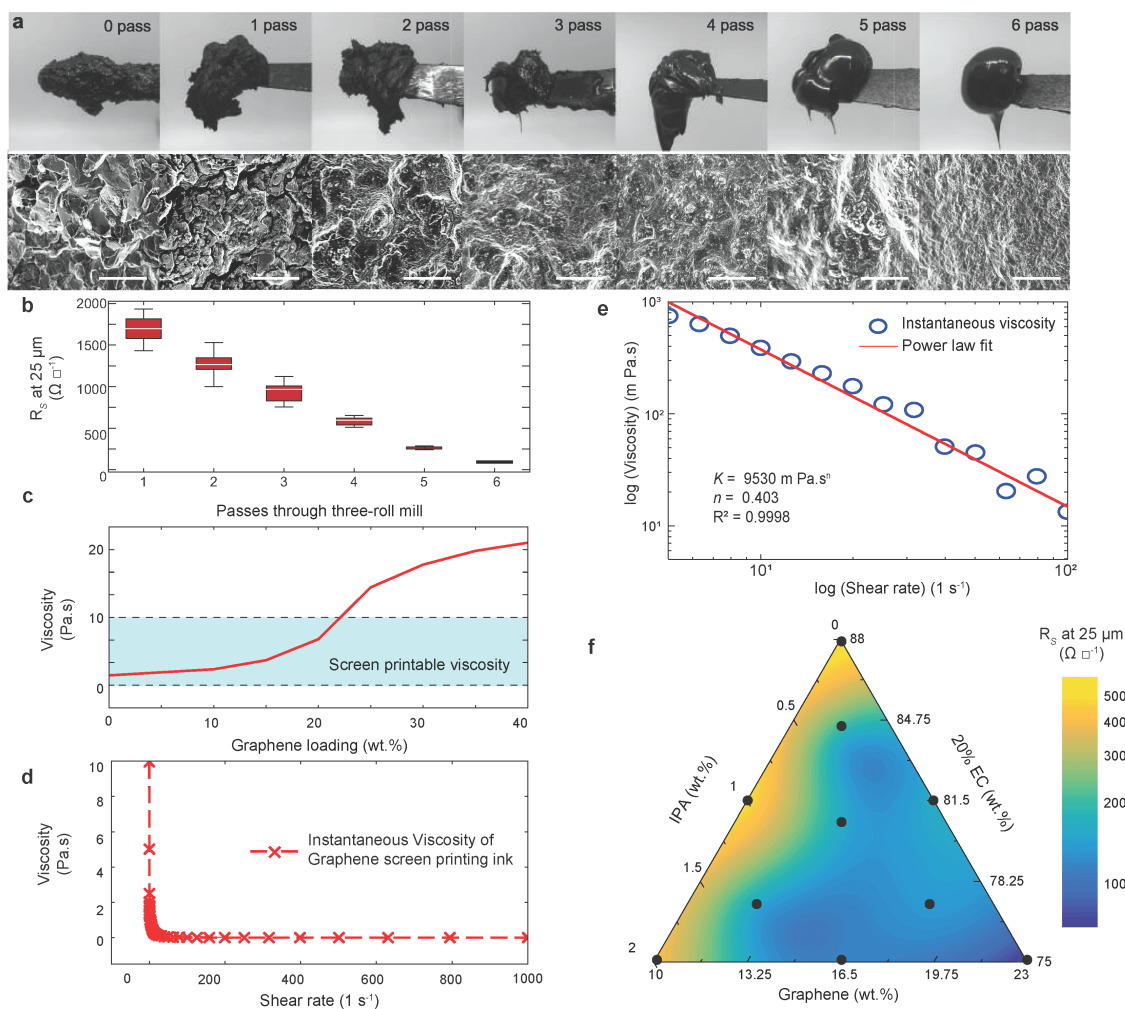 a
0 pass
1 pass
2 pass
3 pass
4 pass
5 pass
6 pass
b
2000
1500
1000
500
0
R_S at 25 µm
(Ω □⁻¹)
1
2
3
4
5
6
Passes through three-roll mill
c
20
10
0
Viscosity
(Pa.s)
Screen printable viscosity
0
10
20
30
40
Graphene loading (wt.%)
d
10
8
6
4
2
0
Viscosity
(Pa.s)
Instantaneous Viscosity of
Graphene screen printing ink
0
200
400
600
800
1000
Shear rate (1 s⁻¹)
e
10³
10²
10¹
log (Viscosity) (m Pa.s)
Instantaneous viscosity
Power law fit
K = 9530 m Pa.sⁿ
n = 0.403
R² = 0.9998
10¹
10²
log (Shear rate) (1 s⁻¹)
f
0
0.5
1
1.5
2
IPA (wt.%)
88
84.75
81.5
78.25
75
20% EC (wt.%)
10
13.25
16.5
19.75
23
Graphene (wt.%)
R_S at 25 µm
(Ω □⁻¹)
500
400
300
200
100